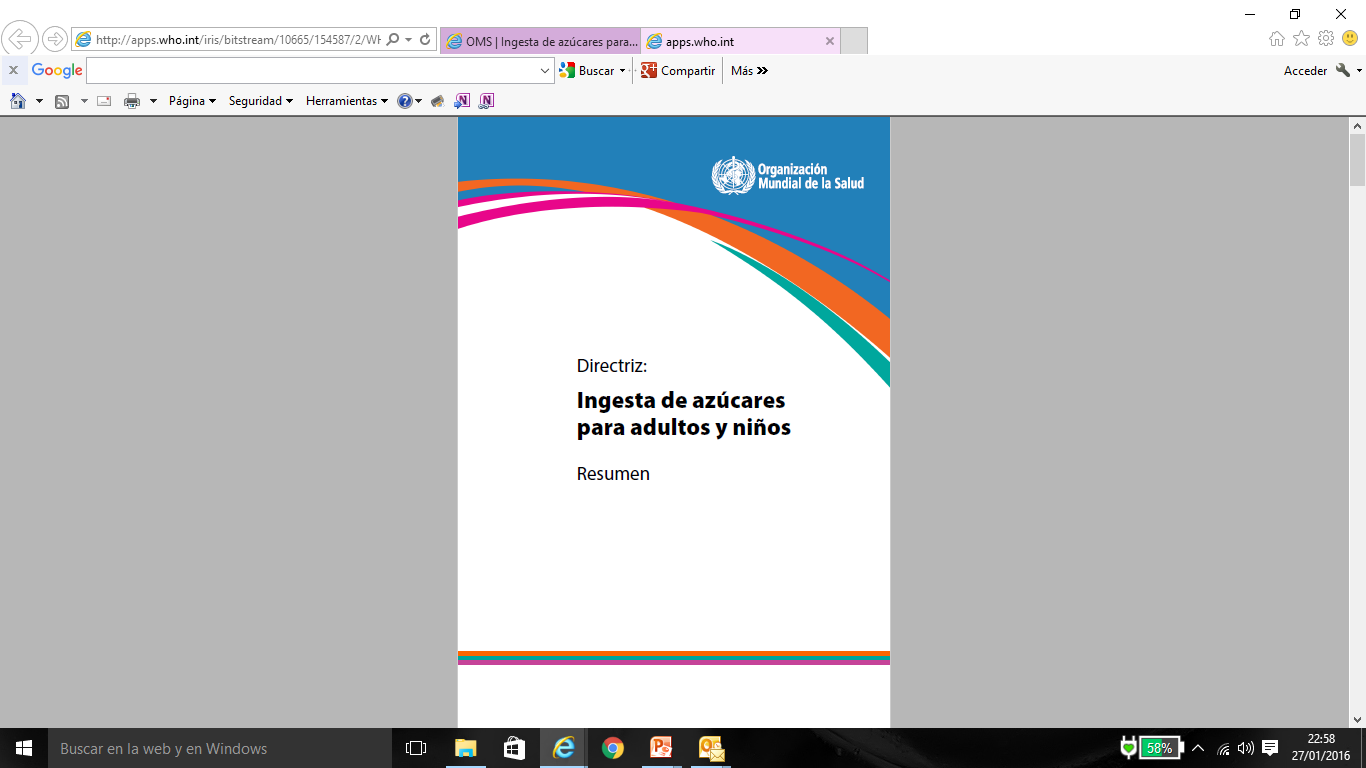 http://apps.who.int/iris/bitstream/10665/154587/2/WH
OMS | Ingesta de azúcares para...
apps.who.int
x Google
Buscar
Compartir
Más »
Acceder
Página
Seguridad
Herramientas
Organización
Mundial de la Salud
Directriz:
Ingesta de azúcares
para adultos y niños
Resumen
Buscar en la web y en Windows
58%
22:58
27/01/2016